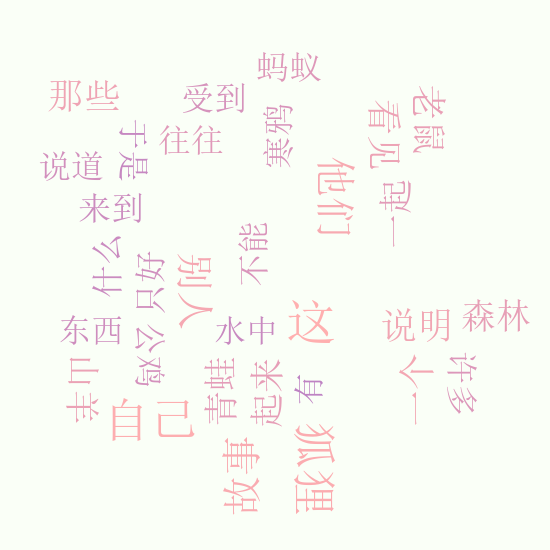 蚂蚁
那些
受到
老鼠
看见
寒鸦
于是
往往
说道
他们
一起
来到
不能
什么
只好
别人
这
森林
说明
东西
水中
公鸡
山羊
青蛙
起来
有
一个
许多
自己
狐狸
故事